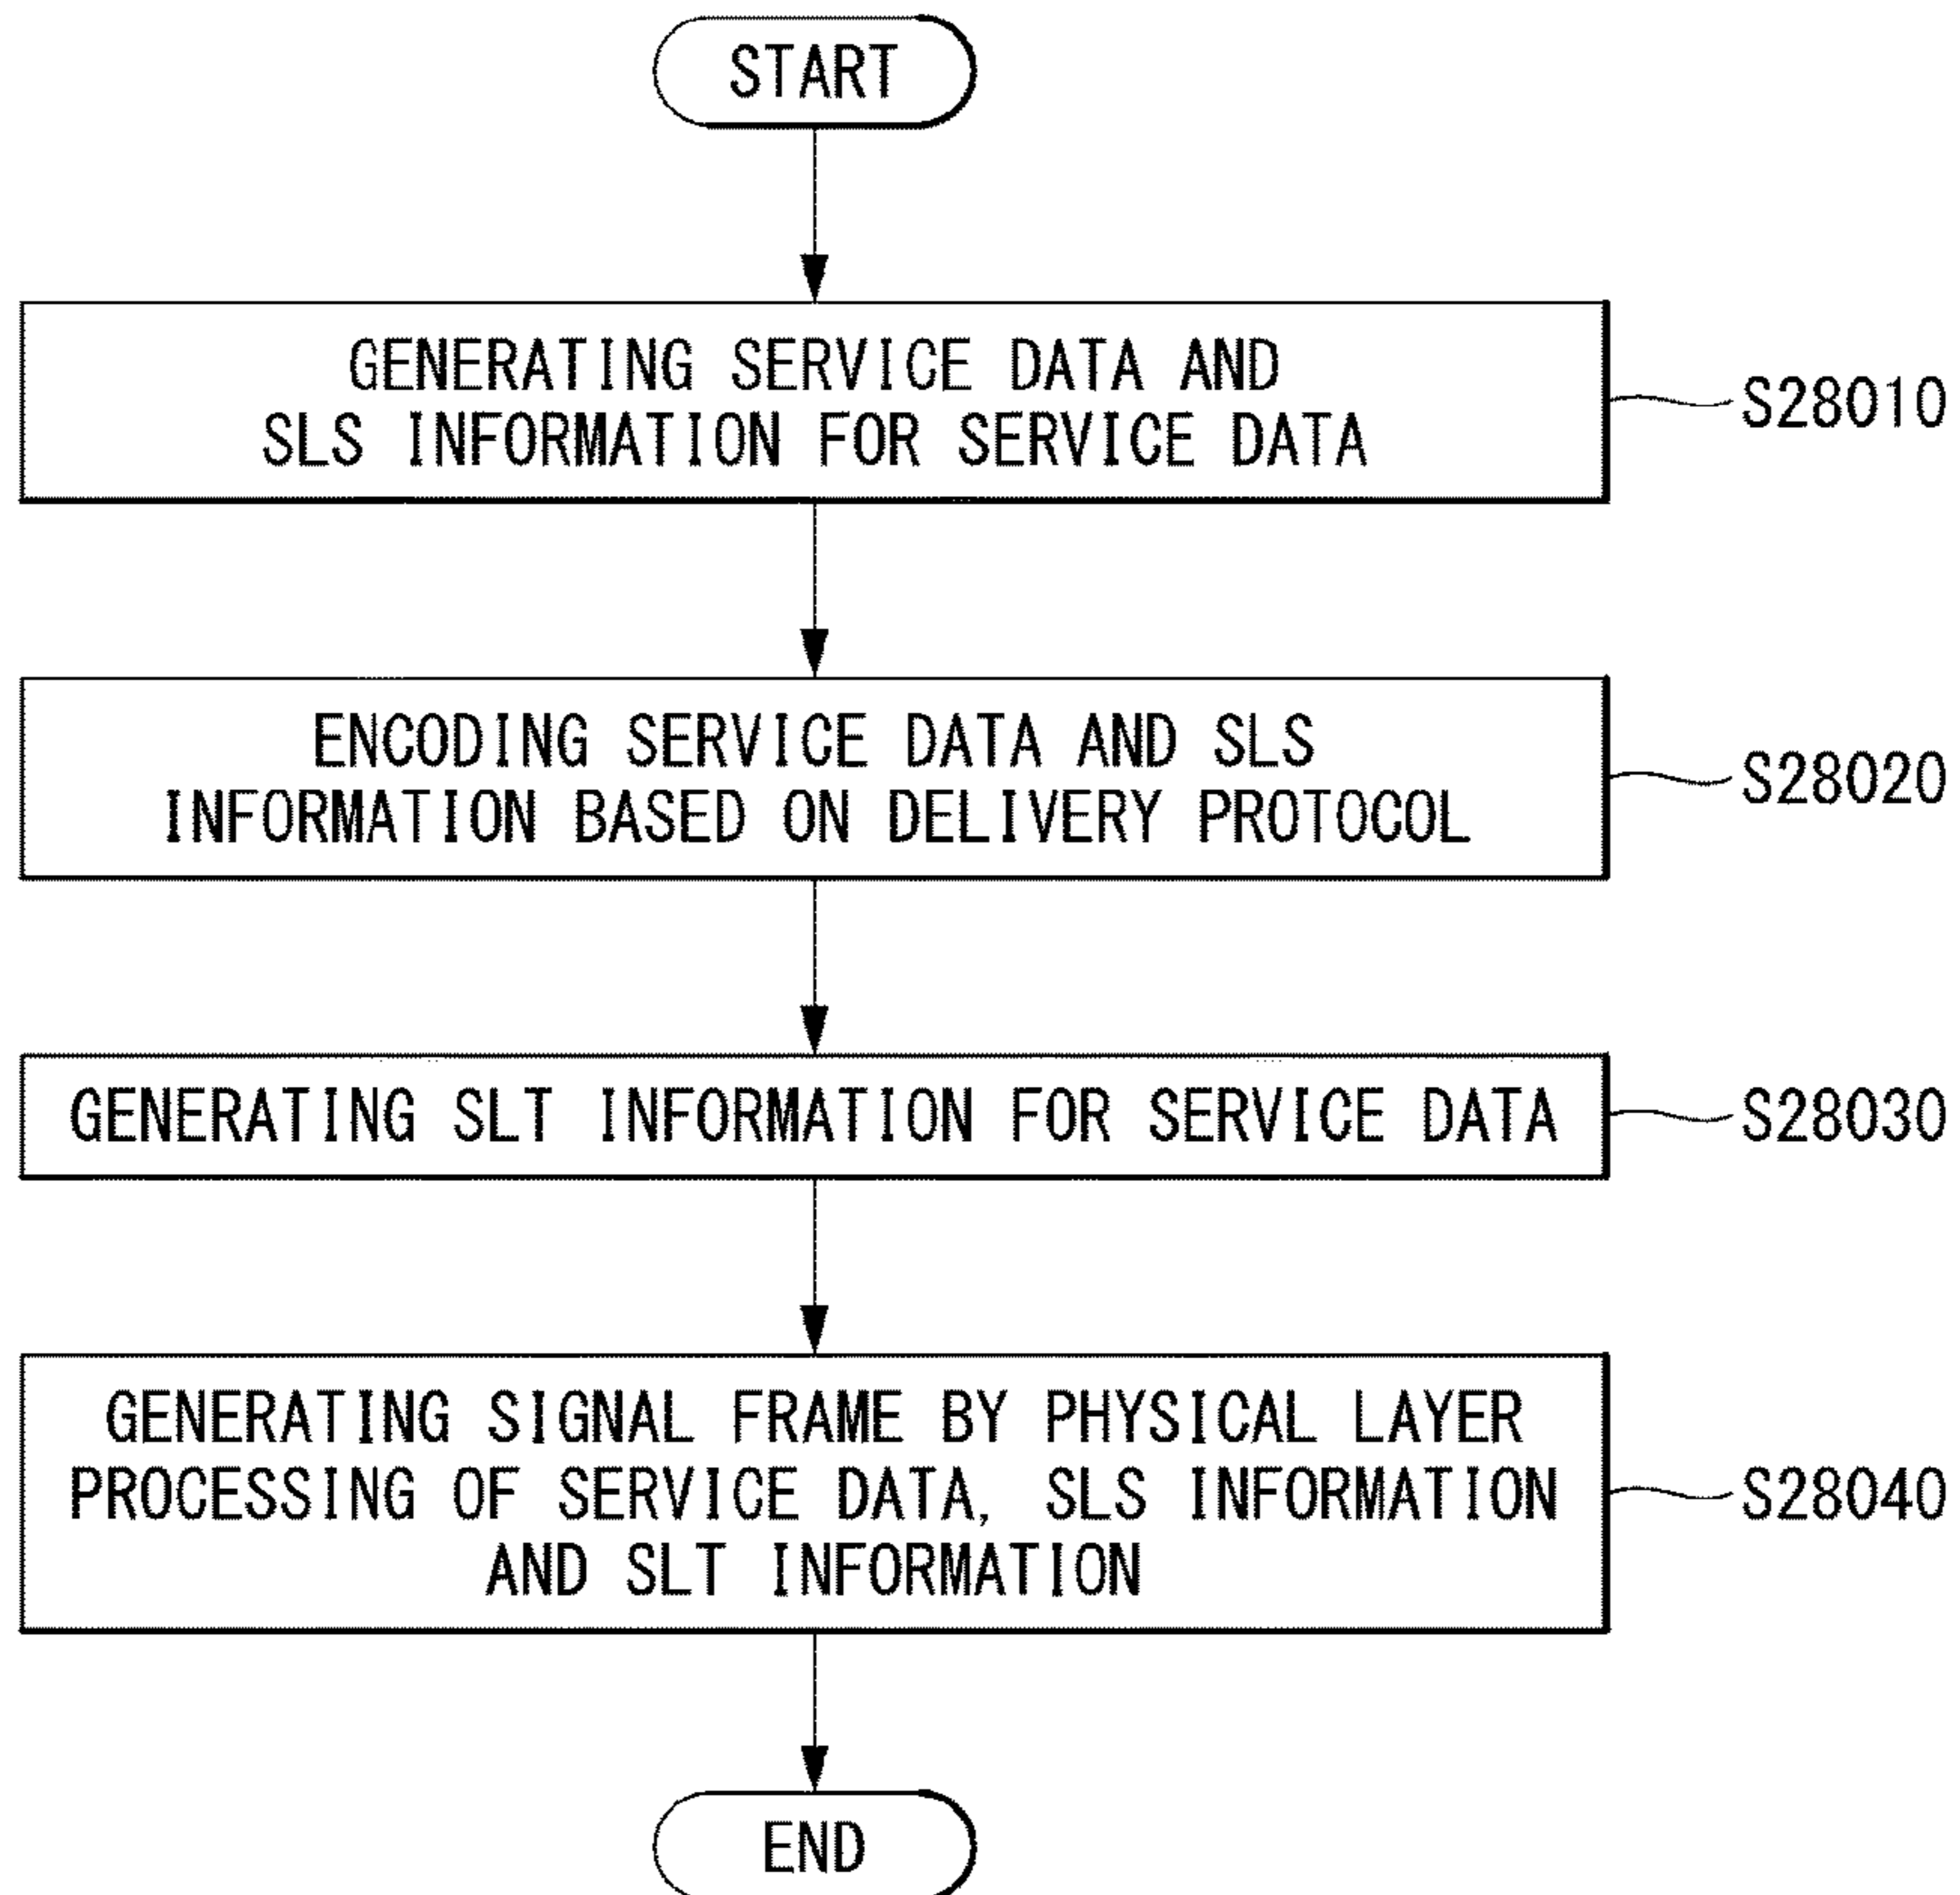 START
GENERATING SERVICE DATA AND
SLS INFORMATION FOR SERVICE DATA
S28010
ENCODING SERVICE DATA AND SLS
INFORMATION BASED ON DELIVERY PROTOCOL
S28020
GENERATING SLT INFORMATION FOR SERVICE DATA
S28030
GENERATING SIGNAL FRAME BY PHYSICAL LAYER
PROCESSING OF SERVICE DATA, SLS INFORMATION
AND SLT INFORMATION
S28040
END